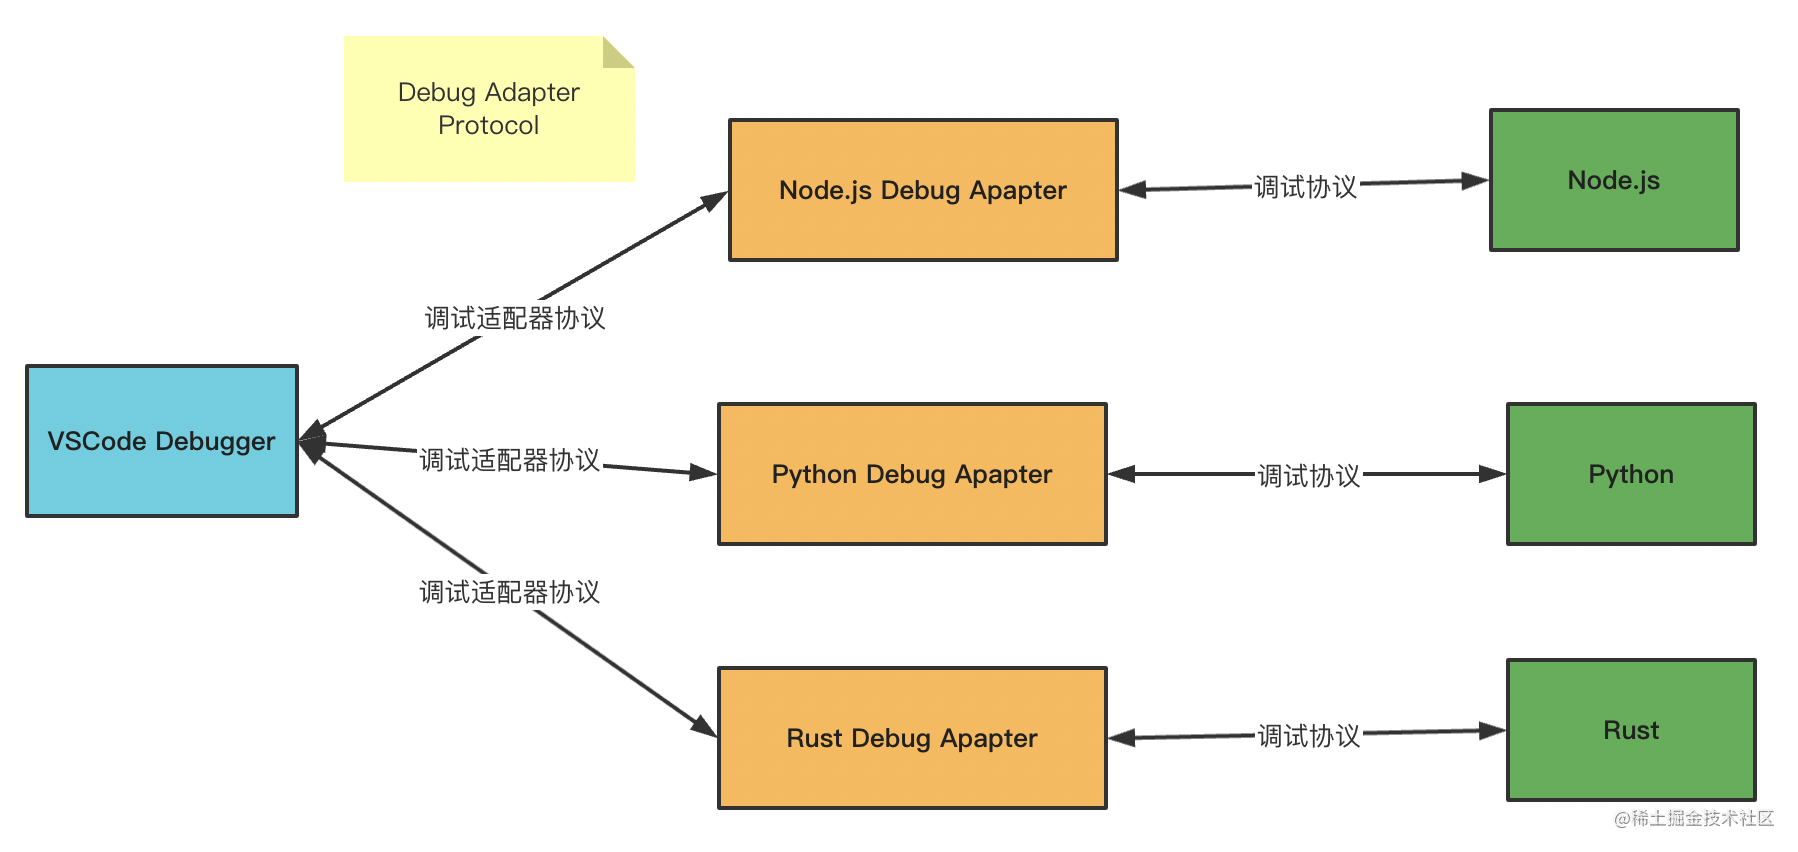 Debug Adapter
Protocol
Node.js Debug Apapter
调试协议
Node.js
调试适配器协议
VSCode Debugger
调试适配器协议
Python Debug Apapter
调试协议
Python
调试适配器协议
Rust Debug Apapter
调试协议
Rust
@稀土掘金技术社区